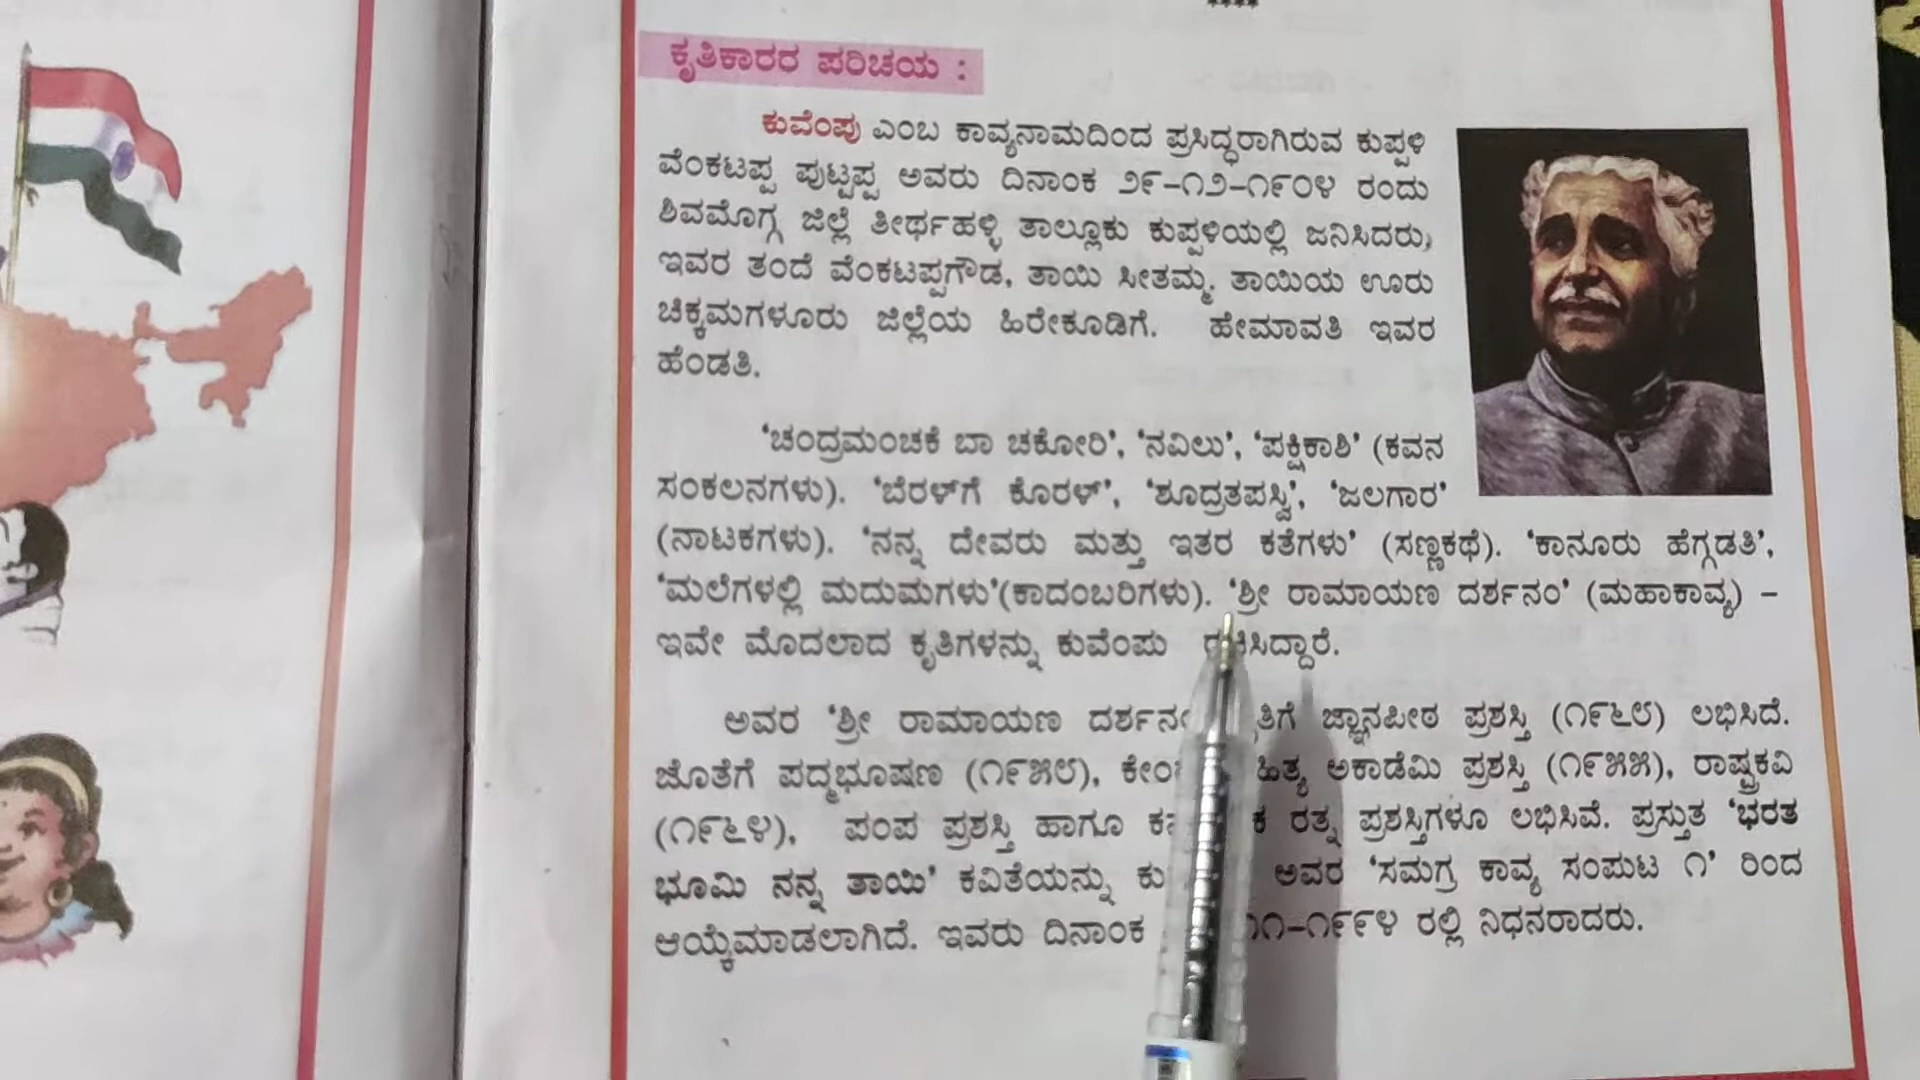 ****
ಕೃತಿಕಾರರ ಪರಿಚಯ :
ಕುವೆಂಪು ಎಂಬ ಕಾವ್ಯನಾಮದಿಂದ ಪ್ರಸಿದ್ಧರಾಗಿರುವ ಕುಪ್ಪಳಿ
ವೆಂಕಟಪ್ಪ ಪುಟ್ಟಪ್ಪ ಅವರು ದಿನಾಂಕ ೨೯–೧೨–೧೯೦೪ ರಂದು
ಶಿವಮೊಗ್ಗ ಜಿಲ್ಲೆ ತೀರ್ಥಹಳ್ಳಿ ತಾಲ್ಲೂಕು ಕುಪ್ಪಳಿಯಲ್ಲಿ ಜನಿಸಿದರು,
ಇವರ ತಂದೆ ವೆಂಕಟಪ್ಪಗೌಡ, ತಾಯಿ ಸೀತಮ್ಮ. ತಾಯಿಯ ಊರು
ಚಿಕ್ಕಮಗಳೂರು ಜಿಲ್ಲೆಯ ಹಿರೇಕೂಡಿಗೆ. ಹೇಮಾವತಿ ಇವರ
ಹೆಂಡತಿ.
‘ಚಂದ್ರಮಂಚಕೆ ಬಾ ಚಕೋರಿ’, ‘ನವಿಲು’, ‘ಪಕ್ಷಿಕಾಶಿ’ (ಕವನ
ಸಂಕಲನಗಳು). ‘ಬೆರಳ್‌ಗೆ ಕೊರಳ್’, ‘ಶೂದ್ರತಪಸ್ವಿ’, ‘ಜಲಗಾರ’
(ನಾಟಕಗಳು). ‘ನನ್ನ ದೇವರು ಮತ್ತು ಇತರ ಕತೆಗಳು’ (ಸಣ್ಣಕಥೆ). ‘ಕಾನೂರು ಹೆಗ್ಗಡತಿ’,
‘ಮಲೆಗಳಲ್ಲಿ ಮದುಮಗಳು’(ಕಾದಂಬರಿಗಳು). ‘ಶ್ರೀ ರಾಮಾಯಣ ದರ್ಶನಂ’ (ಮಹಾಕಾವ್ಯ) –
ಇವೇ ಮೊದಲಾದ ಕೃತಿಗಳನ್ನು ಕುವೆಂಪು ರಚಿಸಿದ್ದಾರೆ.
ಅವರ ‘ಶ್ರೀ ರಾಮಾಯಣ ದರ್ಶನಂ ಜ್ಞಾನಪೀಠ ಪ್ರಶಸ್ತಿ (೧೯೬೮) ಲಭಿಸಿದೆ.
ಜೊತೆಗೆ ಪದ್ಮಭೂಷಣ (೧೯೫೮), ಅಕಾಡೆಮಿ ಪ್ರಶಸ್ತಿ (೧೯೫೫), ರಾಷ್ಟ್ರಕವಿ
(೧೯೬೪), ಪಂಪ ಪ್ರಶಸ್ತಿ ಹಾಗೂ ರತ್ನ ಪ್ರಶಸ್ತಿಗಳೂ ಲಭಿಸಿವೆ. ಪ್ರಸ್ತುತ ‘ಭರತ
ಭೂಮಿ ನನ್ನ ತಾಯಿ’ ಕವಿತೆಯನ್ನು ಅವರ ‘ಸಮಗ್ರ ಕಾವ್ಯ ಸಂಪುಟ ೧’ ರಿಂದ
ಆಯ್ಕೆಮಾಡಲಾಗಿದೆ. ಇವರು ದಿನಾಂಕ ೧೧–೧೯೯೪ ರಲ್ಲಿ ನಿಧನರಾದರು.